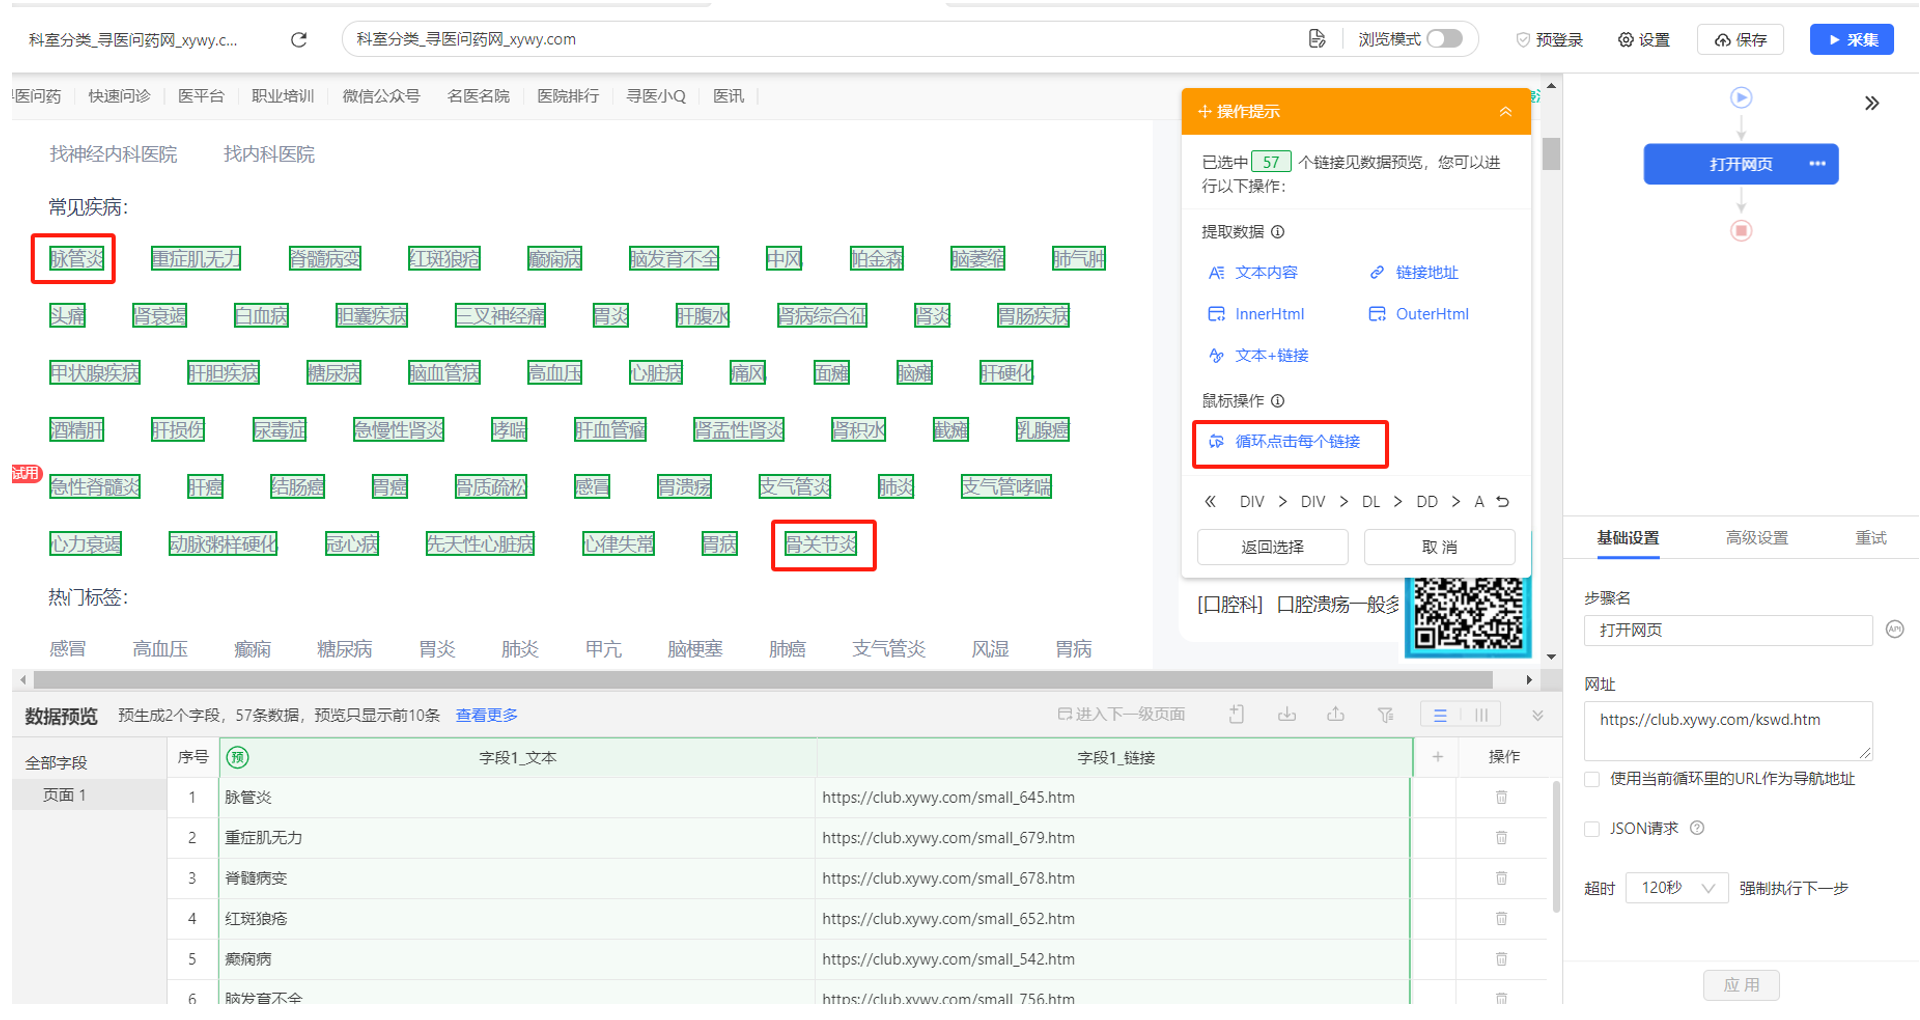 科室分类_寻医问药网_xywy.c...
科室分类_寻医问药网_xywy.com
浏览模式
预登录
设置
保存
采集
医问药
快速问诊
医平台
职业培训
微信公众号
名医名院
医院排行
寻医小Q
医讯
找神经内科医院
找内科医院
常见疾病：
脉管炎 重症肌无力 脊髓病变 红斑狼疮 癫痫病 脑发育不全 中风 帕金森 脑萎缩 肺气肿
头痛 肾衰竭 白血病 胆囊疾病 三叉神经痛 胃炎 肝腹水 肾病综合征 肾炎 胃肠疾病
甲状腺疾病 肝胆疾病 糖尿病 脑血管病 高血压 心脏病 痛风 面瘫 脑瘫 肝硬化
酒精肝 肝损伤 尿毒症 急慢性肾炎 哮喘 肝血管瘤 肾盂性肾炎 肾积水 截瘫 乳腺癌
试用
急性脊髓炎 肝癌 结肠癌 胃癌 骨质疏松 感冒 胃溃疡 支气管炎 肺炎 支气管哮喘
心力衰竭 动脉粥样硬化 冠心病 先天性心脏病 心律失常 胃病 骨关节炎
热门标签：
感冒 高血压 癫痫 糖尿病 胃炎 肺炎 甲亢 脑梗塞 肺癌 支气管炎 风湿 胃病
操作提示
已选中 57 个链接见数据预览，您可以进
行以下操作：
提取数据
文本内容
链接地址
InnerHtml
OuterHtml
文本+链接
鼠标操作
循环点击每个链接
« DIV > DIV > DL > DD > A
返回选择
取 消
[口腔科] 口腔溃疡一般多
打开网页 •••
基础设置
高级设置
重试
步骤名
打开网页
API
网址
https://club.xywy.com/kswd.htm
使用当前循环里的URL作为导航地址
JSON请求
超时 120秒 强制执行下一步
应 用
数据预览 预生成2个字段，57条数据，预览只显示前10条 查看更多
进入下一级页面
全部字段
页面 1
序号 预 字段1_文本 字段1_链接 + 操作
1 脉管炎 https://club.xywy.com/small_645.htm
2 重症肌无力 https://club.xywy.com/small_679.htm
3 脊髓病变 https://club.xywy.com/small_678.htm
4 红斑狼疮 https://club.xywy.com/small_652.htm
5 癫痫病 https://club.xywy.com/small_542.htm
6 脑发育不全 https://club.xywy.com/small_756.htm